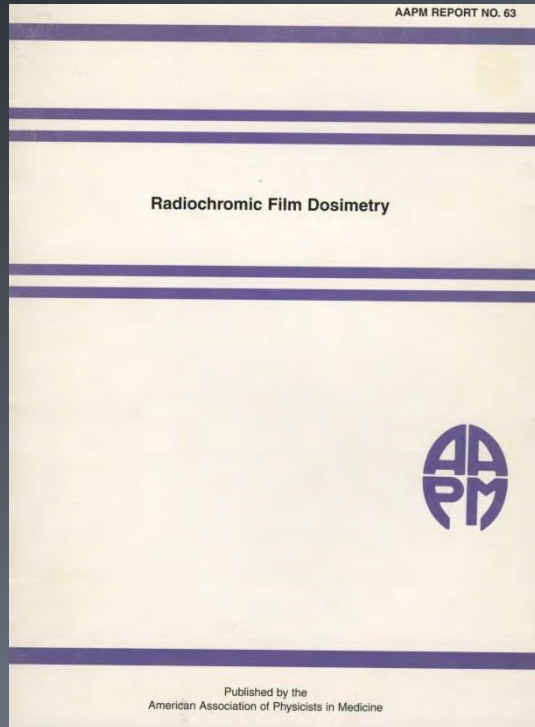 AAPM REPORT NO. 63
Radiochromic Film Dosimetry
AA
PM
Published by the
American Association of Physicists in Medicine